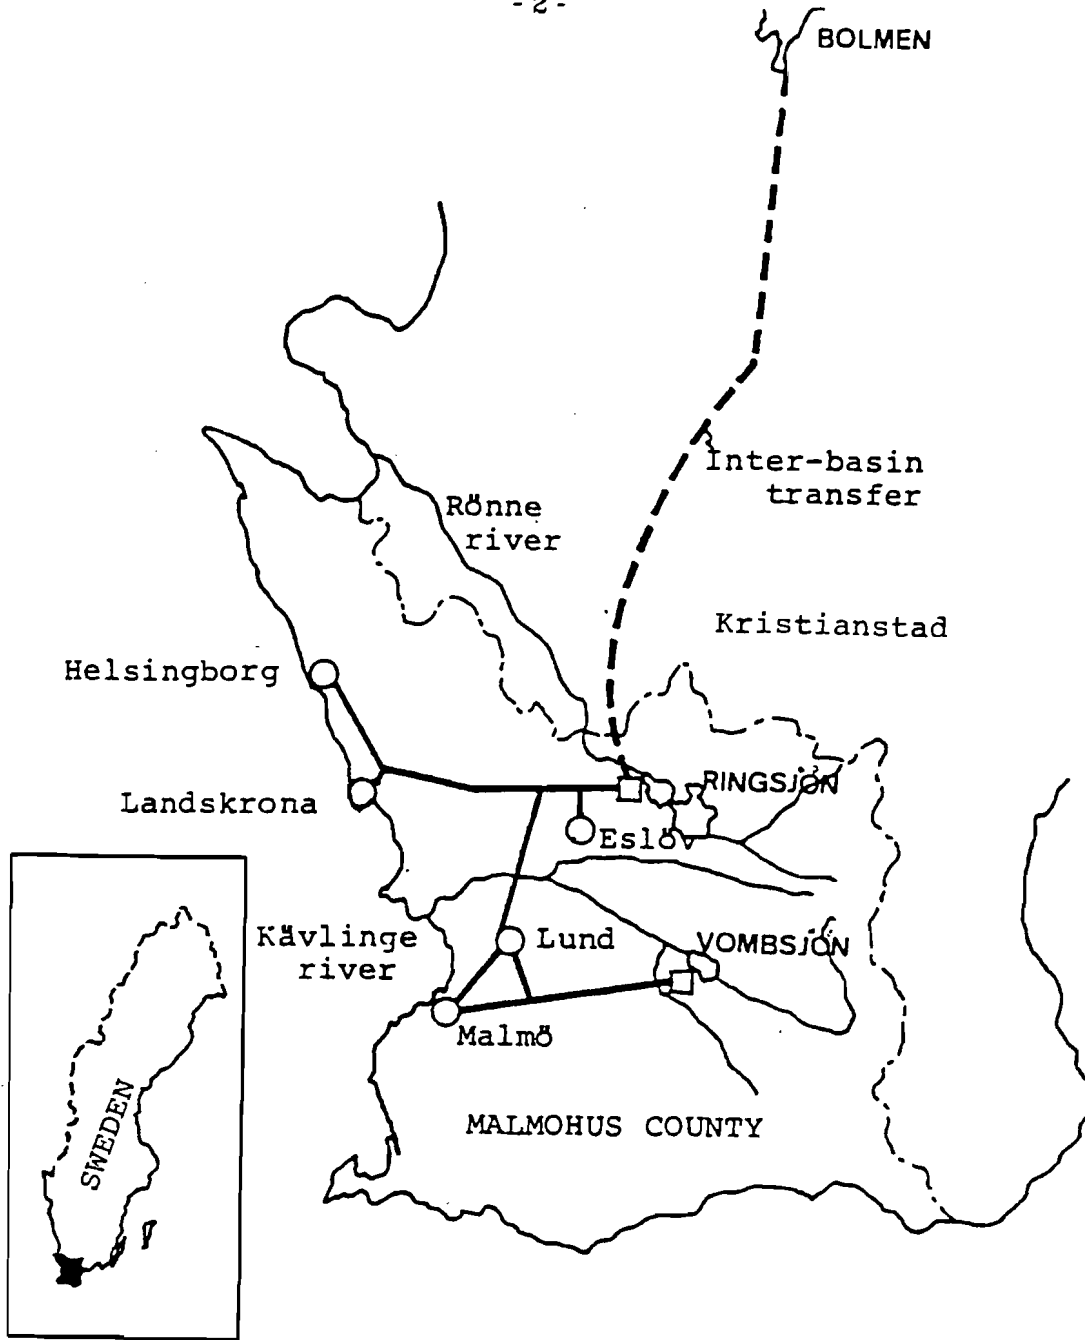 -2-
BOLMEN
Inter-basin
transfer
Rönne
river
Kristianstad
Helsingborg
RINGSJÖN
Landskrona
Eslöv
Kävlinge
river
Lund
VOMBSJÖN
Malmö
SWEDEN
MALMOHUS COUNTY